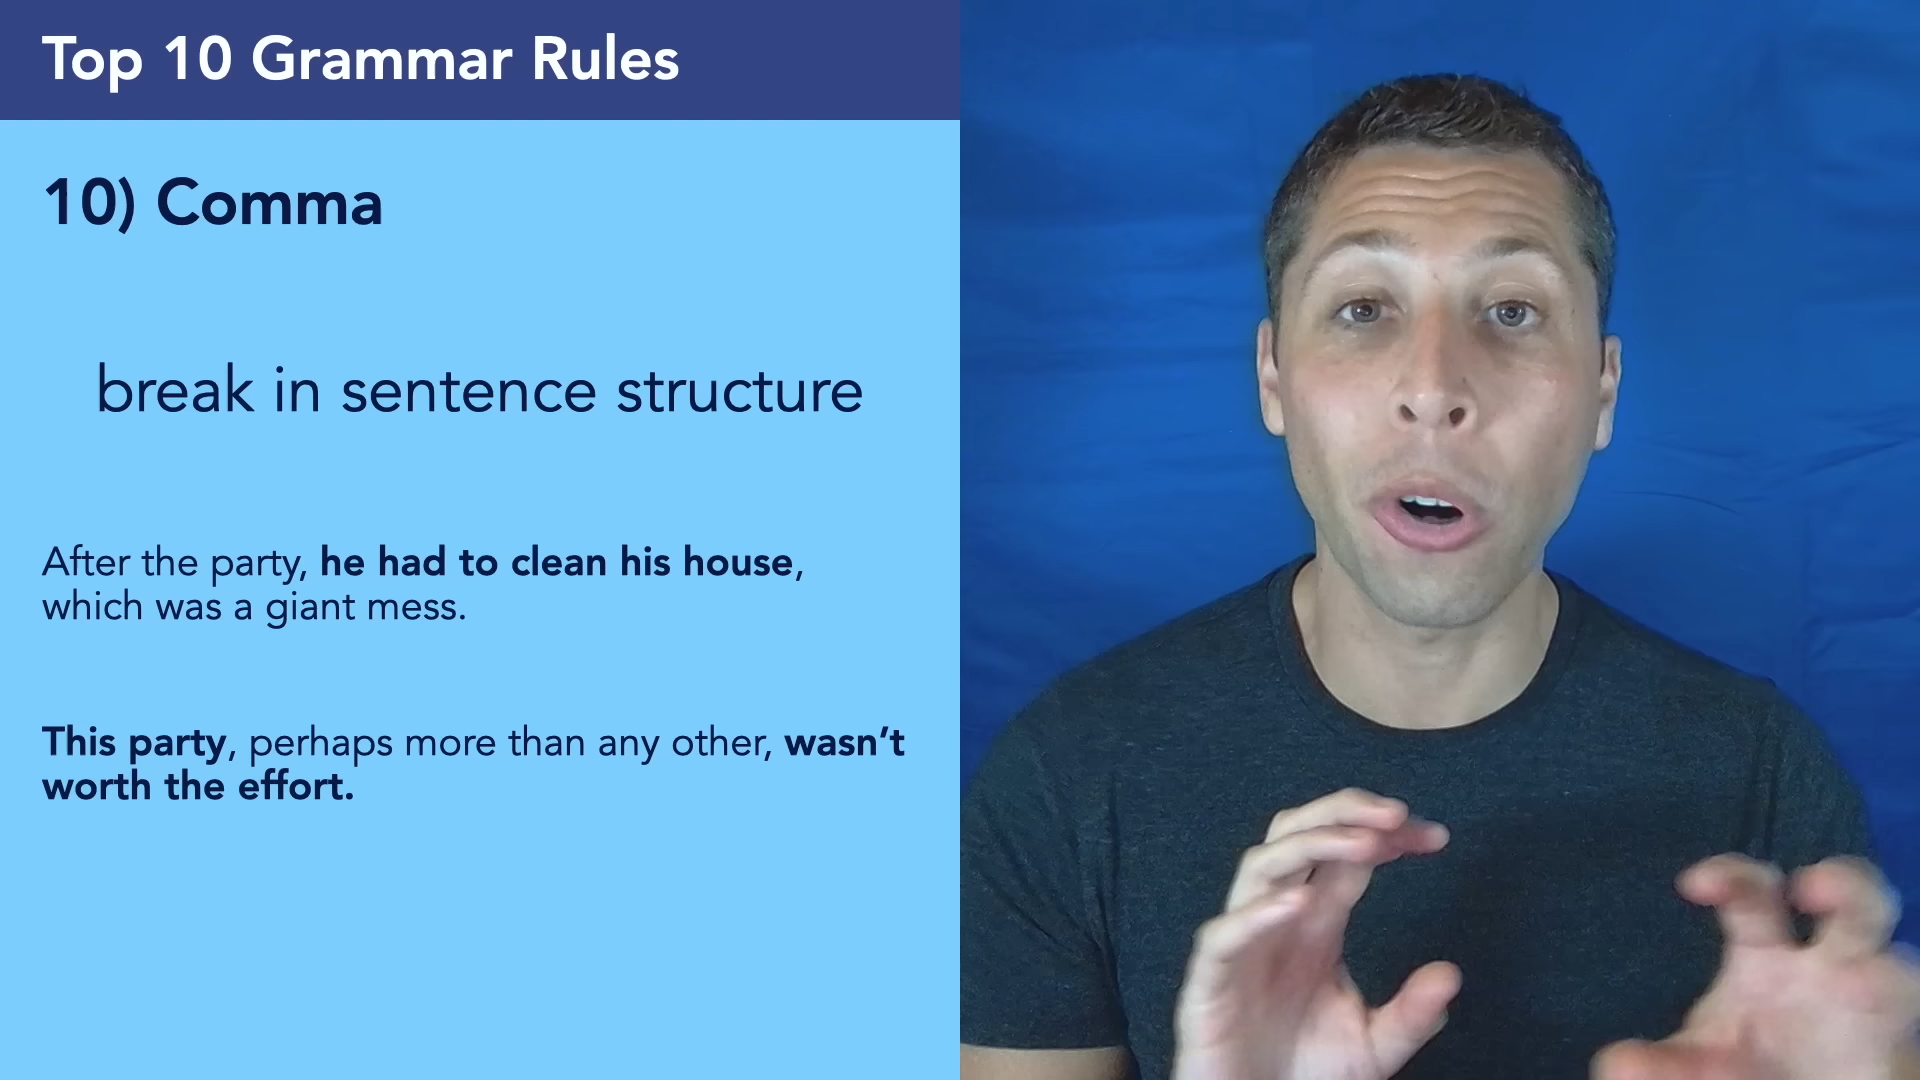 Top 10 Grammar Rules
10) Comma
break in sentence structure
After the party, he had to clean his house,
which was a giant mess.
This party, perhaps more than any other, wasn’t
worth the effort.